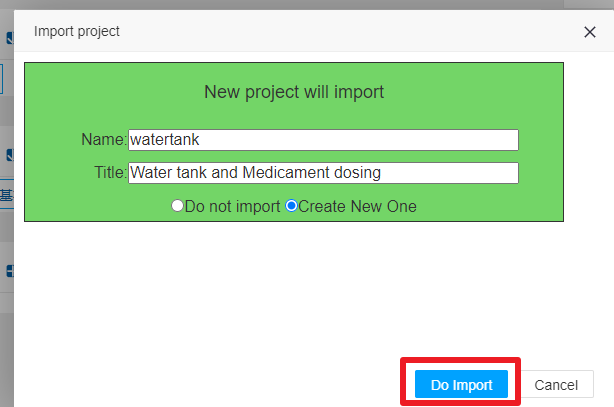 Import project
New project will import
Name:watertank
Title:Water tank and Medicament dosing
Do not import Create New One
基
Do Import Cancel